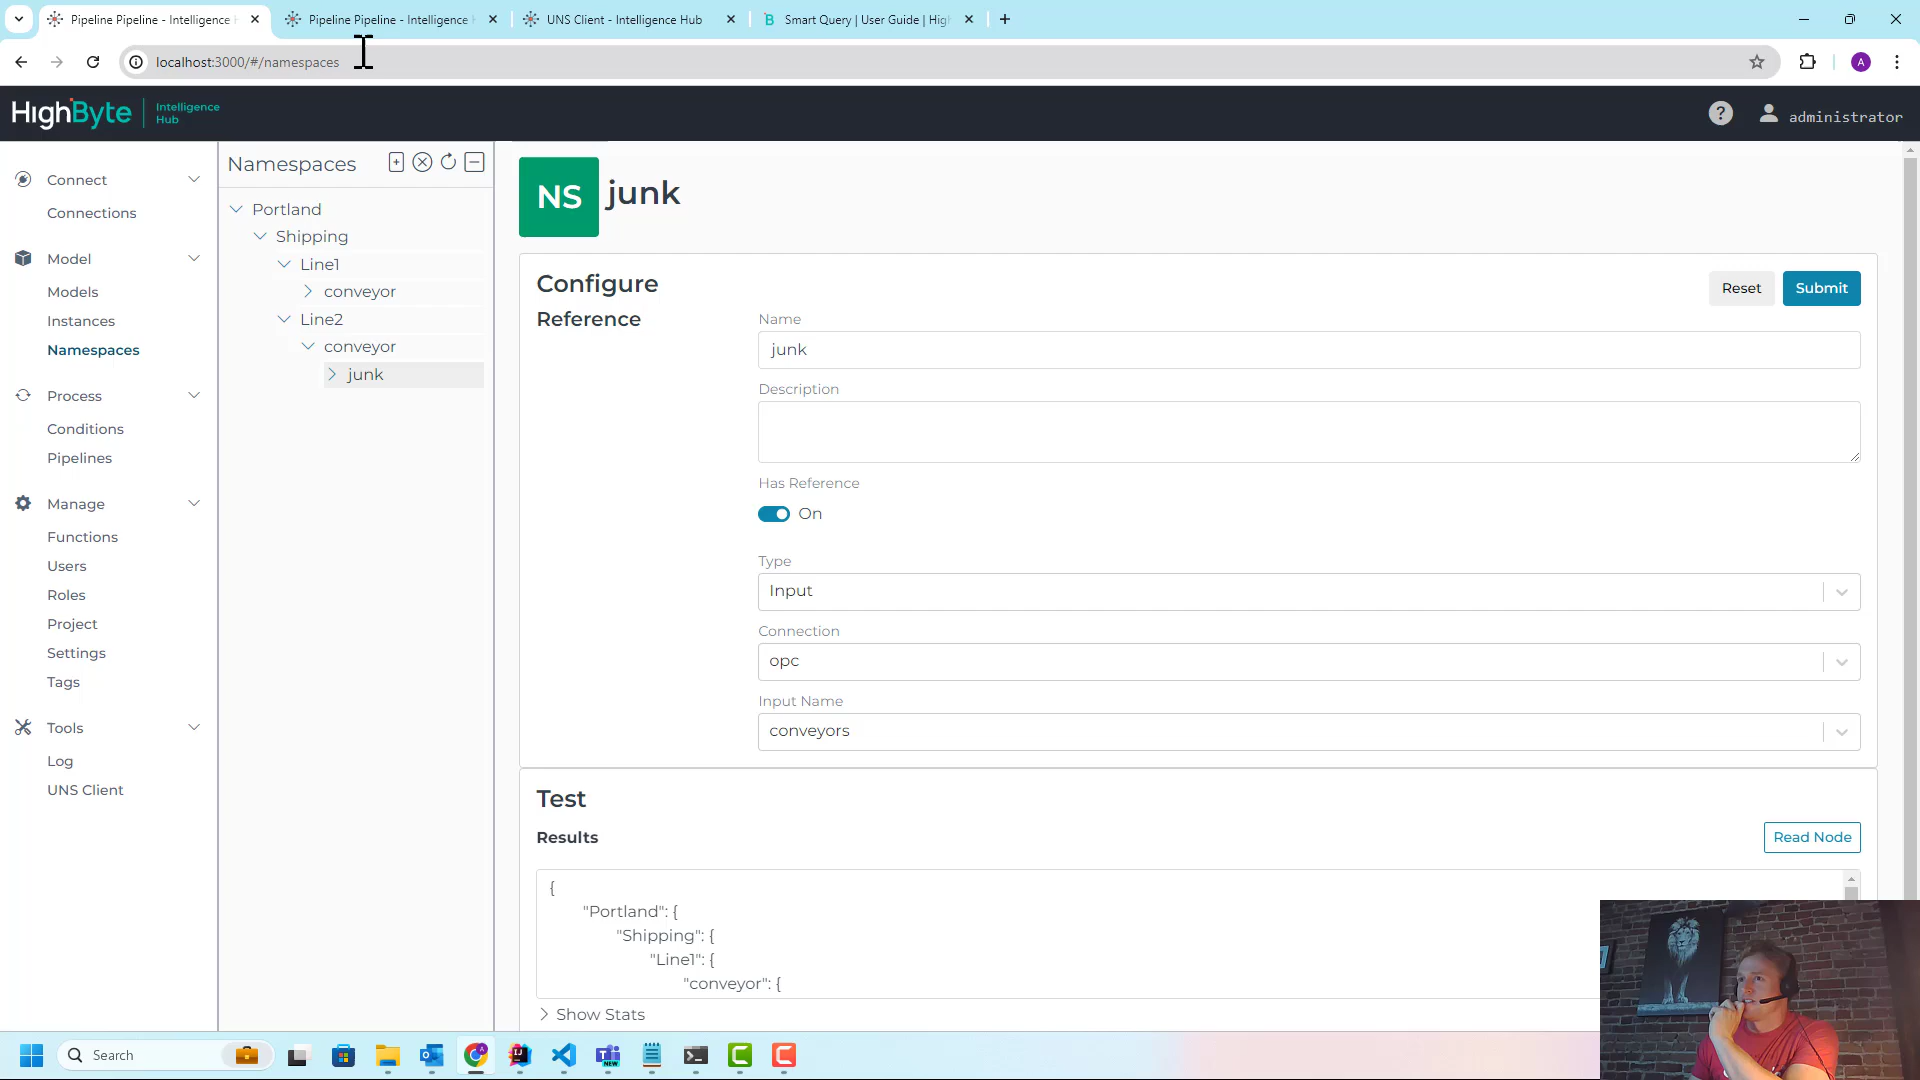 Pipeline Pipeline - Intelligence
Pipeline Pipeline - Intelligence
UNS Client - Intelligence Hub
Smart Query | User Guide | Hig
localhost:3000/#/namespaces
A
HighByte
Intelligence
Hub
?
administrator
Connect
Connections
Model
Models
Instances
Namespaces
Process
Conditions
Pipelines
Manage
Functions
Users
Roles
Project
Settings
Tags
Tools
Log
UNS Client
Namespaces
Portland
Shipping
Line1
conveyor
Line2
conveyor
junk
NS
junk
Configure
Reset
Submit
Reference
Name
junk
Description
Has Reference
On
Type
Input
Connection
opc
Input Name
conveyors
Test
Results
Read Node
{
"Portland": {
"Shipping": {
"Line1": {
"conveyor": {
Show Stats
Search